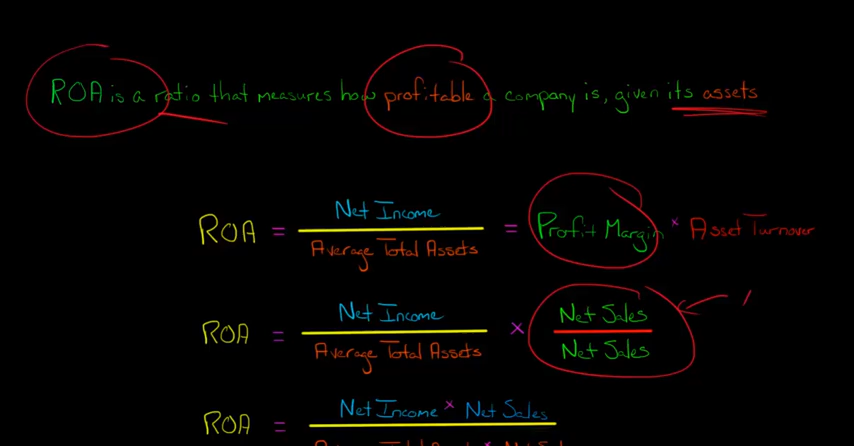 ROA is a ratio that measures how profitable a company is, given its assets
ROA = Net Income / Average Total Assets = Profit Margin × Asset Turnover
ROA = Net Income / Average Total Assets × Net Sales / Net Sales
ROA = Net Income × Net Sales